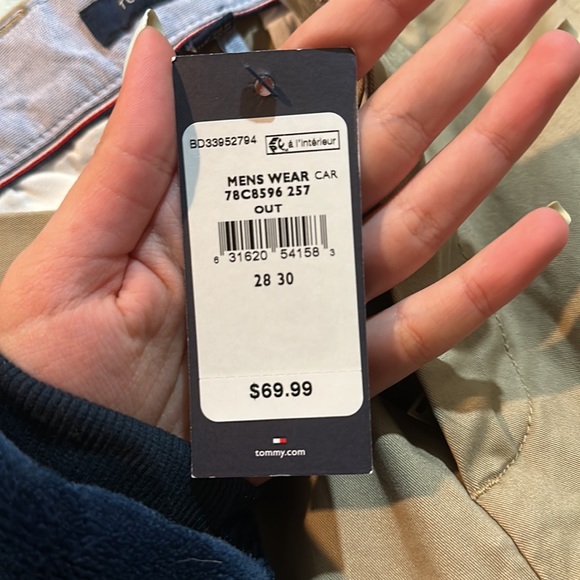 BD33952794
à l'intérieur
MENS WEAR CAR
78C8596 257
OUT
6 31620 54158 3
28 30
$69.99
tommy.com